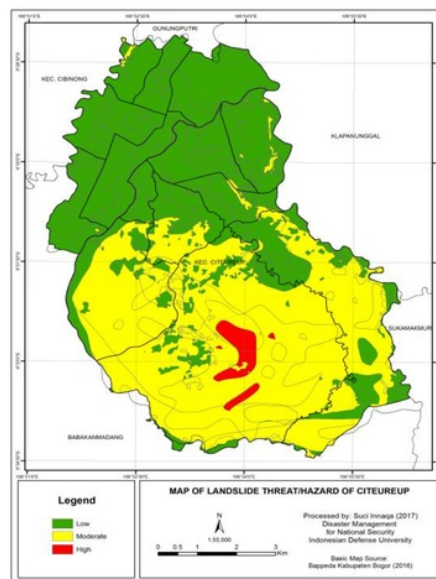 GUNUNGPUTRI
KEC. CIBINONG
KLAPANUNGGAL
KEC. CITEUREUP
SUKAMAKMUR
BABAKANMADANG
Legend
Low
Moderate
High
MAP OF LANDSLIDE THREAT/HAZARD OF CITEUREUP
Processed by: Suci Innaqa (2017)
Disaster Management
for National Security
Indonesian Defense University
N
1:55,000
0 0.5 1 2 3
Km
Basic Map Source:
Bappeda Kabupaten Bogor (2016)